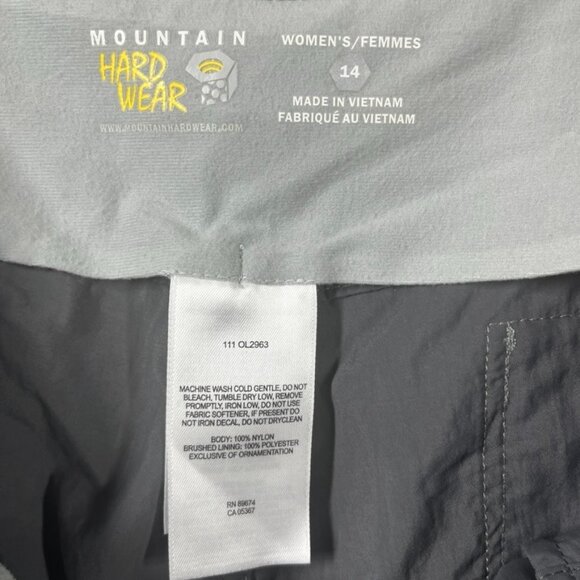 MOUNTAIN
HARD
WEAR
WWW.MOUNTAINHARDWEAR.COM
WOMEN'S/FEMMES
14
MADE IN VIETNAM
FABRIQUÉ AU VIETNAM
111 OL2963
MACHINE WASH COLD GENTLE, DO NOT
BLEACH, TUMBLE DRY LOW, REMOVE
PROMPTLY, IRON LOW, DO NOT USE
FABRIC SOFTENER, IF PRESENT DO
NOT IRON DECAL, DO NOT DRYCLEAN
BODY: 100% NYLON
BRUSHED LINING: 100% POLYESTER
EXCLUSIVE OF ORNAMENTATION
RN 89674
CA 05367